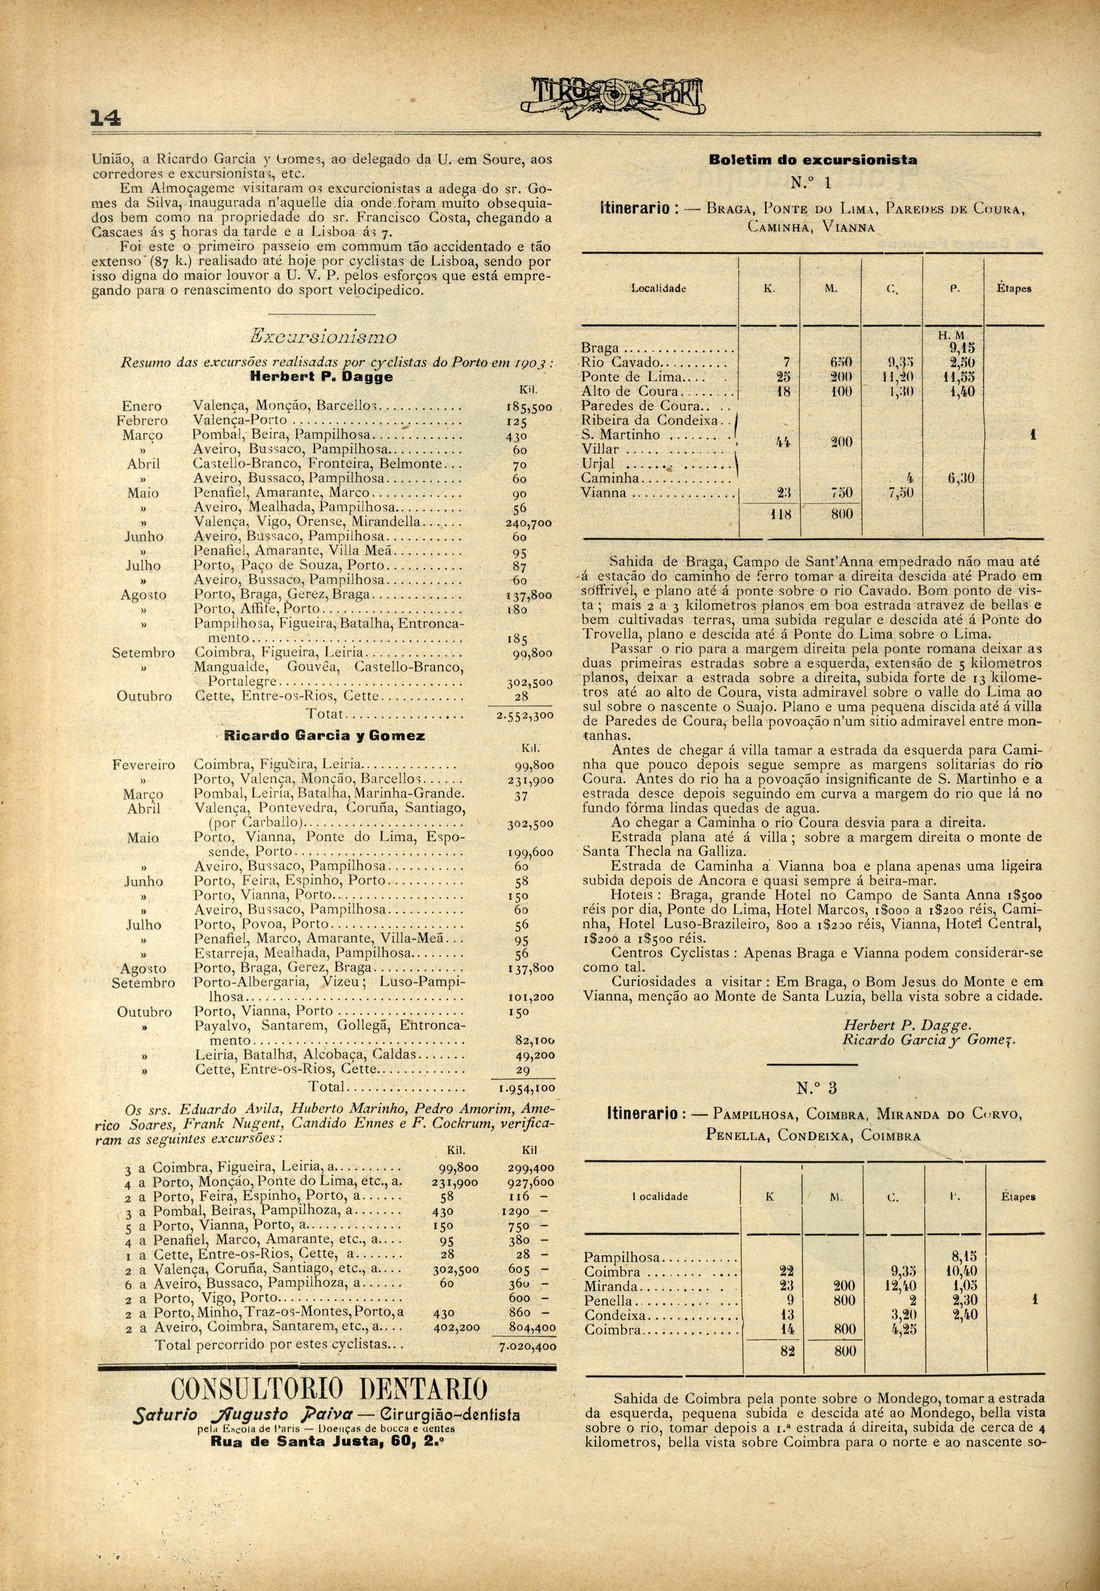 14
TIRO E SPORT
União, a Ricardo Garcia y Gomes, ao delegado da U. em Soure, aos
corredores e excursionistas, etc.
Em Almoçageme visitaram os excurcionistas a adega do sr. Go-
mes da Silva, inaugurada n'aquelle dia onde foram muito obsequia-
dos bem como na propriedade do sr. Francisco Costa, chegando a
Cascaes ás 5 horas da tarde e a Lisboa ás 7.
Foi este o primeiro passeio em commum tão accidentado e tão
extenso (87 k.) realisado até hoje por cyclistas de Lisboa, sendo por
isso digna do maior louvor a U. V. P. pelos esforços que está empre-
gando para o renascimento do sport velocipedico.
Excursionismo
Resumo das excursões realisadas por cyclistas do Porto em 1903:
Herbert P. Dagge
Kil.
Enero Valença, Monção, Barcellos............ 185,500
Febrero Valença-Porto........................ 125
Março Pombal, Beira, Pampilhosa............. 430
» Aveiro, Bussaco, Pampilhosa.......... 60
Abril Castello-Branco, Fronteira, Belmonte... 70
» Aveiro, Bussaco, Pampilhosa.......... 60
Maio Penafiel, Amarante, Marco............. 90
» Aveiro, Mealhada, Pampilhosa.......... 56
» Valença, Vigo, Orense, Mirandella...... 240,700
Junho Aveiro, Bussaco, Pampilhosa........... 60
» Penafiel, Amarante, Villa Meã.......... 95
Julho Porto, Paço de Souza, Porto........... 87
» Aveiro, Bussaco, Pampilhosa........... 60
Agosto Porto, Braga, Gerez, Braga............. 137,800
» Porto, Affife, Porto.................... 180
» Pampilhosa, Figueira, Batalha, Entronca-
mento.............................. 185
Setembro Coimbra, Figueira, Leiria.............. 99,800
» Mangualde, Gouvêa, Castello-Branco,
Portalegre.......................... 302,500
Outubro Cette, Entre-os-Rios, Cette............ 28
Totat................. 2.552,300
Ricardo Garcia y Gomez
Kil.
Fevereiro Coimbra, Figueira, Leiria............. 99,800
» Porto, Valença, Monção, Barcellos...... 231,900
Março Pombal, Leiria, Batalha, Marinha-Grande. 37
Abril Valença, Pontevedra, Coruña, Santiago,
(por Carballo)....................... 302,500
Maio Porto, Vianna, Ponte do Lima, Espo-
sende, Porto........................ 199,600
» Aveiro, Bussaco, Pampilhosa........... 60
Junho Porto, Feira, Espinho, Porto........... 58
» Porto, Vianna, Porto.................. 150
» Aveiro, Bussaco, Pampilhosa........... 60
Julho Porto, Povoa, Porto................... 56
» Penafiel, Marco, Amarante, Villa-Meã... 95
» Estarreja, Mealhada, Pampilhosa........ 56
Agosto Porto, Braga, Gerez, Braga............. 137,800
Setembro Porto-Albergaria, Vizeu; Luso-Pampi-
lhosa............................... 101,200
Outubro Porto, Vianna, Porto.................. 150
» Payalvo, Santarem, Gollegã, Entronca-
mento.............................. 82,100
» Leiria, Batalha, Alcobaça, Caldas....... 49,200
» Cette, Entre-os-Rios, Cette............. 29
Total................. 1.954,100
Os srs. Eduardo Avila, Huberto Marinho, Pedro Amorim, Ame-
rico Soares, Frank Nugent, Candido Ennes e F. Cockrum, verifica-
ram as seguintes excursões:
Kil. Kil
3 a Coimbra, Figueira, Leiria, a.......... 99,800 299,400
4 a Porto, Monção, Ponte do Lima, etc., a. 231,900 927,600
2 a Porto, Feira, Espinho, Porto, a...... 58 116 -
3 a Pombal, Beiras, Pampilhoza, a....... 430 1290 -
5 a Porto, Vianna, Porto, a.............. 150 750 -
4 a Penafiel, Marco, Amarante, etc., a.... 95 380 -
1 a Cette, Entre-os-Rios, Cette, a....... 28 28 -
2 a Valença, Coruña, Santiago, etc., a.... 302,500 605 -
6 a Aveiro, Bussaco, Pampilhoza, a...... 60 360 -
2 a Porto, Vigo, Porto.................. 600 -
2 a Porto, Minho, Traz-os-Montes, Porto, a 430 860 -
2 a Aveiro, Coimbra, Santarem, etc., a.... 402,200 804,400
Total percorrido por estes cyclistas... 7.020,400
CONSULTORIO DENTARIO
Saturio Augusto Paiva — Cirurgião-dentista
pela Escola de Paris — Doenças de bocca e dentes
Rua de Santa Justa, 60, 2.º
Boletim do excursionista
N.º 1
Itinerario: — BRAGA, PONTE DO LIMA, PAREDES DE COURA,
CAMINHA, VIANNA
Localidade K. M. C. P. Étapes
H. M
Braga................ 9,15
Rio Cavado.......... 7 650 9,35 2,50
Ponte de Lima.... . 25 200 11,20 11,55
Alto de Coura........ 18 100 1,30 1,40
Paredes de Coura.. ..
Ribeira da Condeixa..
S. Martinho ........ 44 200 1
Villar ..............
Urjal ..............
Caminha............. 4 6,30
Vianna .............. 23 750 7,50
118 800
Sahida de Braga, Campo de Sant'Anna empedrado não mau até
á estação do caminho de ferro tomar a direita descida até Prado em
soffrivel, e plano até á ponte sobre o rio Cavado. Bom ponto de vis-
ta; mais 2 a 3 kilometros planos em boa estrada atravez de bellas e
bem cultivadas terras, uma subida regular e descida até á Ponte do
Trovella, plano e descida até á Ponte do Lima sobre o Lima.
Passar o rio para a margem direita pela ponte romana deixar as
duas primeiras estradas sobre a esquerda, extensão de 5 kilometros
planos, deixar a estrada sobre a direita, subida forte de 13 kilome-
tros até ao alto de Coura, vista admiravel sobre o valle do Lima ao
sul sobre o nascente o Suajo. Plano e uma pequena discida até á villa
de Paredes de Coura, bella povoação n'um sitio admiravel entre mon-
tanhas.
Antes de chegar á villa tamar a estrada da esquerda para Cami-
nha que pouco depois segue sempre as margens solitarias do rio
Coura. Antes do rio ha a povoação insignificante de S. Martinho e a
estrada desce depois seguindo em curva a margem do rio que lá no
fundo fórma lindas quedas de agua.
Ao chegar a Caminha o rio Coura desvia para a direita.
Estrada plana até á villa; sobre a margem direita o monte de
Santa Thecla na Galliza.
Estrada de Caminha a Vianna boa e plana apenas uma ligeira
subida depois de Ancora e quasi sempre á beira-mar.
Hoteis: Braga, grande Hotel no Campo de Santa Anna 1$500
réis por dia, Ponte do Lima, Hotel Marcos, 1$000 a 1$200 réis, Cami-
nha, Hotel Luso-Brazileiro, 800 a 1$200 réis, Vianna, Hotel Central,
1$200 a 1$500 réis.
Centros Cyclistas: Apenas Braga e Vianna podem considerar-se
como tal.
Curiosidades a visitar: Em Braga, o Bom Jesus do Monte e em
Vianna, menção ao Monte de Santa Luzia, bella vista sobre a cidade.
Herbert P. Dagge.
Ricardo Garcia y Gomez.
N.º 3
Itinerario: — PAMPILHOSA, COIMBRA, MIRANDA DO CORVO,
PENELLA, CONDEIXA, COIMBRA
Localidade K M. C. P. Étapes
Pampilhosa........... 8,15
Coimbra ............. 22 9,35 10,40
Miranda............ . 23 200 12,40 1,05
Penella.............. 9 800 2 2,30 1
Condeixa............. 13 3,20 2,40
Coimbra.............. 14 800 4,25
82 800
Sahida de Coimbra pela ponte sobre o Mondego, tomar a estrada
da esquerda, pequena subida e descida até ao Mondego, bella vista
sobre o rio, tomar depois a 1.ª estrada á direita, subida de cerca de 4
kilometros, bella vista sobre Coimbra para o norte e ao nascente so-